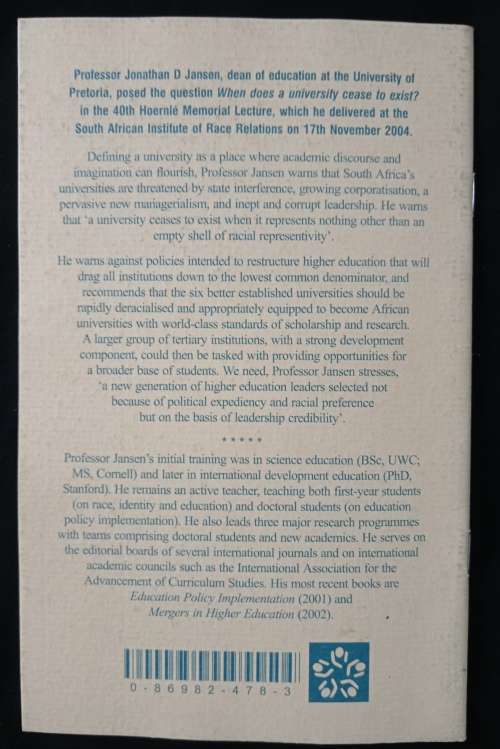 Professor Jonathan D Jansen, dean of education at the University of
Pretoria, posed the question When does a university cease to exist?
in the 40th Hoernlé Memorial Lecture, which he delivered at the
South African Institute of Race Relations on 17th November 2004.
Defining a university as a place where academic discourse and
imagination can flourish, Professor Jansen warns that South Africa's
universities are threatened by state interference, growing corporatisation, a
pervasive new managerialism, and inept and corrupt leadership. He warns
that 'a university ceases to exist when it represents nothing other than an
empty shell of racial representivity'.
He warns against policies intended to restructure higher education that will
drag all institutions down to the lowest common denominator, and
recommends that the six better established universities should be
rapidly deracialised and appropriately equipped to become African
universities with world-class standards of scholarship and research.
A larger group of tertiary institutions, with a strong development
component, could then be tasked with providing opportunities for
a broader base of students. We need, Professor Jansen stresses,
'a new generation of higher education leaders selected not
because of political expediency and racial preference
but on the basis of leadership credibility'.
*****
Professor Jansen's initial training was in science education (BSc, UWC;
MS, Cornell) and later in international development education (PhD,
Stanford). He remains an active teacher, teaching both first-year students
(on race, identity and education) and doctoral students (on education
policy implementation). He also leads three major research programmes
with teams comprising doctoral students and new academics. He serves on
the editorial boards of several international journals and on international
academic councils such as the International Association for the
Advancement of Curriculum Studies. His most recent books are
Education Policy Implementation (2001) and
Mergers in Higher Education (2002).
0-86982-478-3